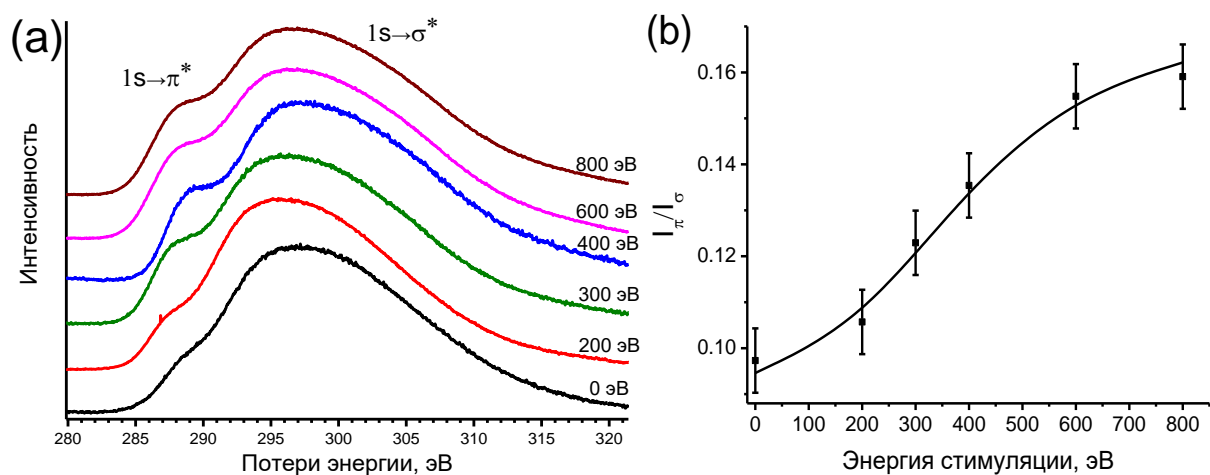 (a)
1s→π*
1s→σ*
800 эВ
600 эВ
400 эВ
300 эВ
200 эВ
0 эВ
Интенсивность
280 285 290 295 300 305 310 315 320
Потери энергии, эВ
(b)
0.16
0.14
0.12
0.10
Iπ/Iσ
0 100 200 300 400 500 600 700 800
Энергия стимуляции, эВ